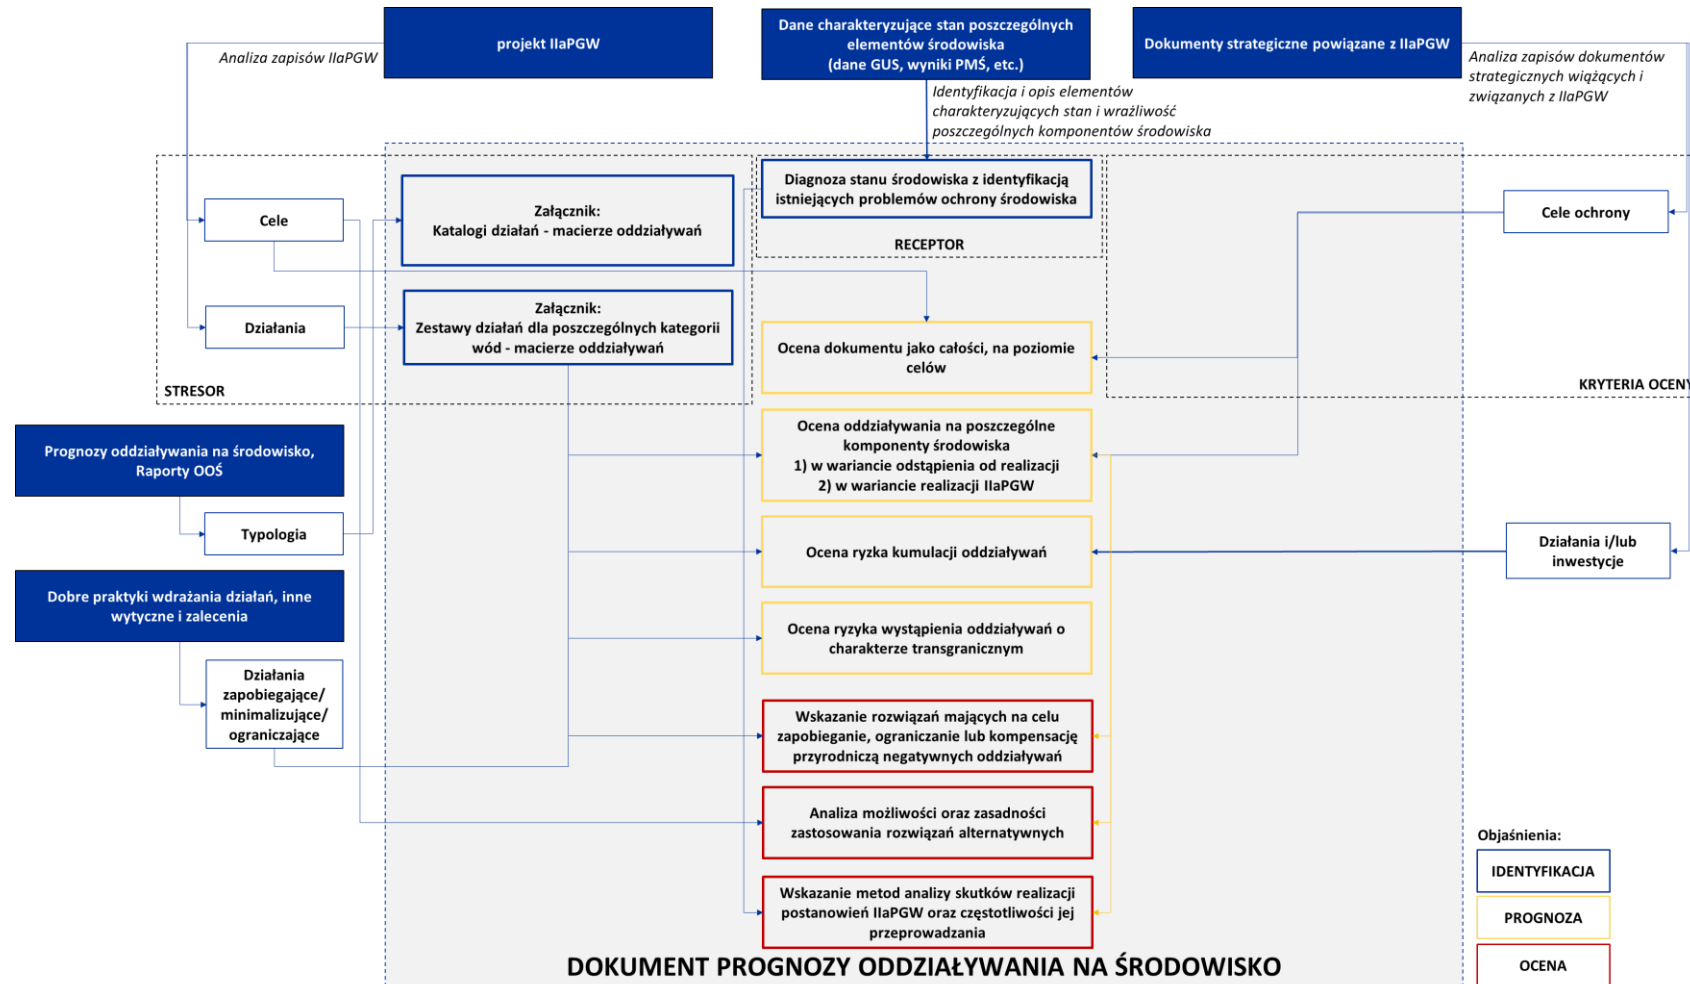 projekt IIaPGW
Dane charakteryzujące stan poszczególnych
elementów środowiska
(dane GUS, wyniki PMŚ, etc.)
Dokumenty strategiczne powiązane z IIaPGW
Analiza zapisów IIaPGW
Identyfikacja i opis elementów
charakteryzujących stan i wrażliwość
poszczególnych komponentów środowiska
Analiza zapisów dokumentów
strategicznych wiążących i
związanych z IIaPGW
Cele
Załącznik:
Katalogi działań - macierze oddziaływań
Diagnoza stanu środowiska z identyfikacją
istniejących problemów ochrony środowiska
RECEPTOR
Cele ochrony
Działania
Załącznik:
Zestawy działań dla poszczególnych kategorii
wód - macierze oddziaływań
Ocena dokumentu jako całości, na poziomie
celów
STRESOR
KRYTERIA OCENY
Prognozy oddziaływania na środowisko,
Raporty OOŚ
Ocena oddziaływania na poszczególne
komponenty środowiska
1) w wariancie odstąpienia od realizacji
2) w wariancie realizacji IIaPGW
Typologia
Ocena ryzka kumulacji oddziaływań
Działania i/lub
inwestycje
Dobre praktyki wdrażania działań, inne
wytyczne i zalecenia
Ocena ryzyka wystąpienia oddziaływań o
charakterze transgranicznym
Działania
zapobiegające/
minimalizujące/
ograniczające
Wskazanie rozwiązań mających na celu
zapobieganie, ograniczanie lub kompensację
przyrodniczą negatywnych oddziaływań
Analiza możliwości oraz zasadności
zastosowania rozwiązań alternatywnych
Wskazanie metod analizy skutków realizacji
postanowień IIaPGW oraz częstotliwości jej
przeprowadzania
DOKUMENT PROGNOZY ODDZIAŁYWANIA NA ŚRODOWISKO
Objaśnienia:
IDENTYFIKACJA
PROGNOZA
OCENA